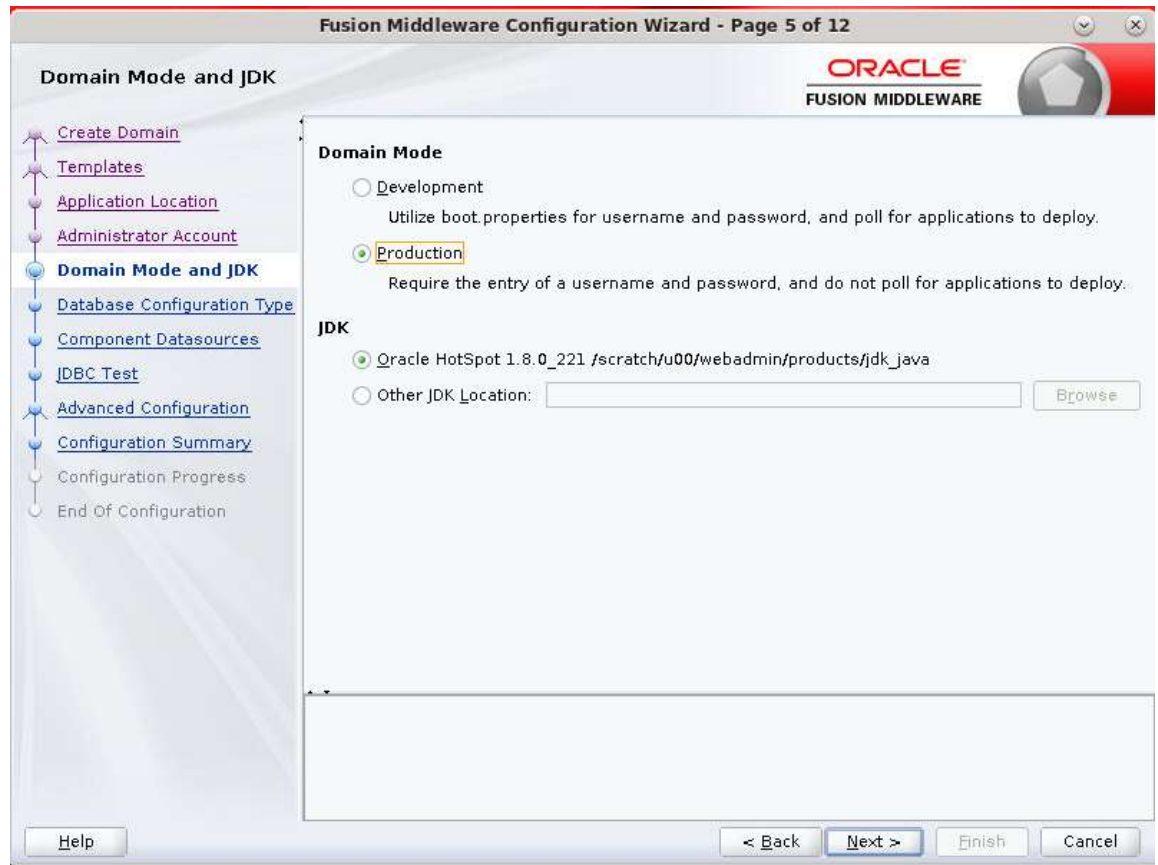 Fusion Middleware Configuration Wizard - Page 5 of 12
Domain Mode and JDK
ORACLE
FUSION MIDDLEWARE
Create Domain
Templates
Application Location
Administrator Account
Domain Mode and JDK
Database Configuration Type
Component Datasources
JDBC Test
Advanced Configuration
Configuration Summary
Configuration Progress
End Of Configuration
Domain Mode
Development
Utilize boot.properties for username and password, and poll for applications to deploy.
Production
Require the entry of a username and password, and do not poll for applications to deploy.
JDK
Oracle HotSpot 1.8.0_221 /scratch/u00/webadmin/products/jdk_java
Other JDK Location:
Browse
Help
< Back
Next >
Finish
Cancel